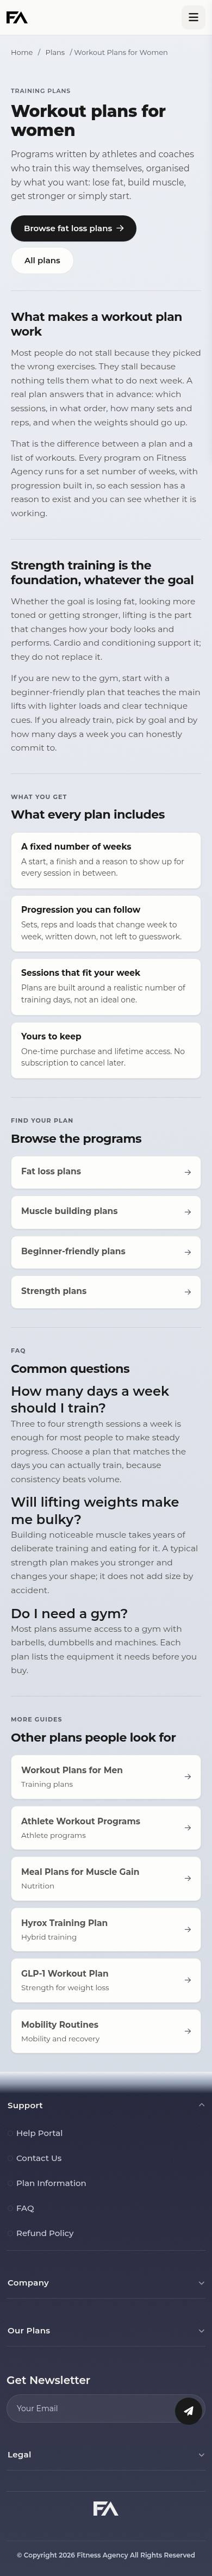 FA
Home / Plans / Workout Plans for Women
TRAINING PLANS
Workout plans for
women
Programs written by athletes and coaches
who train this way themselves, organised
by what you want: lose fat, build muscle,
get stronger or simply start.
Browse fat loss plans →
All plans
What makes a workout plan
work
Most people do not stall because they picked
the wrong exercises. They stall because
nothing tells them what to do next week. A
real plan answers that in advance: which
sessions, in what order, how many sets and
reps, and when the weights should go up.
That is the difference between a plan and a
list of workouts. Every program on Fitness
Agency runs for a set number of weeks, with
progression built in, so each session has a
reason to exist and you can see whether it is
working.
Strength training is the
foundation, whatever the goal
Whether the goal is losing fat, looking more
toned or getting stronger, lifting is the part
that changes how your body looks and
performs. Cardio and conditioning support it;
they do not replace it.
If you are new to the gym, start with a
beginner-friendly plan that teaches the main
lifts with lighter loads and clear technique
cues. If you already train, pick by goal and by
how many days a week you can honestly
commit to.
WHAT YOU GET
What every plan includes
A fixed number of weeks
A start, a finish and a reason to show up for
every session in between.
Progression you can follow
Sets, reps and loads that change week to
week, written down, not left to guesswork.
Sessions that fit your week
Plans are built around a realistic number of
training days, not an ideal one.
Yours to keep
One-time purchase and lifetime access. No
subscription to cancel later.
FIND YOUR PLAN
Browse the programs
Fat loss plans →
Muscle building plans →
Beginner-friendly plans →
Strength plans →
FAQ
Common questions
How many days a week
should I train?
Three to four strength sessions a week is
enough for most people to make steady
progress. Choose a plan that matches the
days you can actually train, because
consistency beats volume.
Will lifting weights make
me bulky?
Building noticeable muscle takes years of
deliberate training and eating for it. A typical
strength plan makes you stronger and
changes your shape; it does not add size by
accident.
Do I need a gym?
Most plans assume access to a gym with
barbells, dumbbells and machines. Each
plan lists the equipment it needs before you
buy.
MORE GUIDES
Other plans people look for
Workout Plans for Men →
Training plans
Athlete Workout Programs →
Athlete programs
Meal Plans for Muscle Gain →
Nutrition
Hyrox Training Plan →
Hybrid training
GLP-1 Workout Plan →
Strength for weight loss
Mobility Routines →
Mobility and recovery
Support
Help Portal
Contact Us
Plan Information
FAQ
Refund Policy
Company
Our Plans
Get Newsletter
Your Email
Legal
FA
© Copyright 2026 Fitness Agency All Rights Reserved